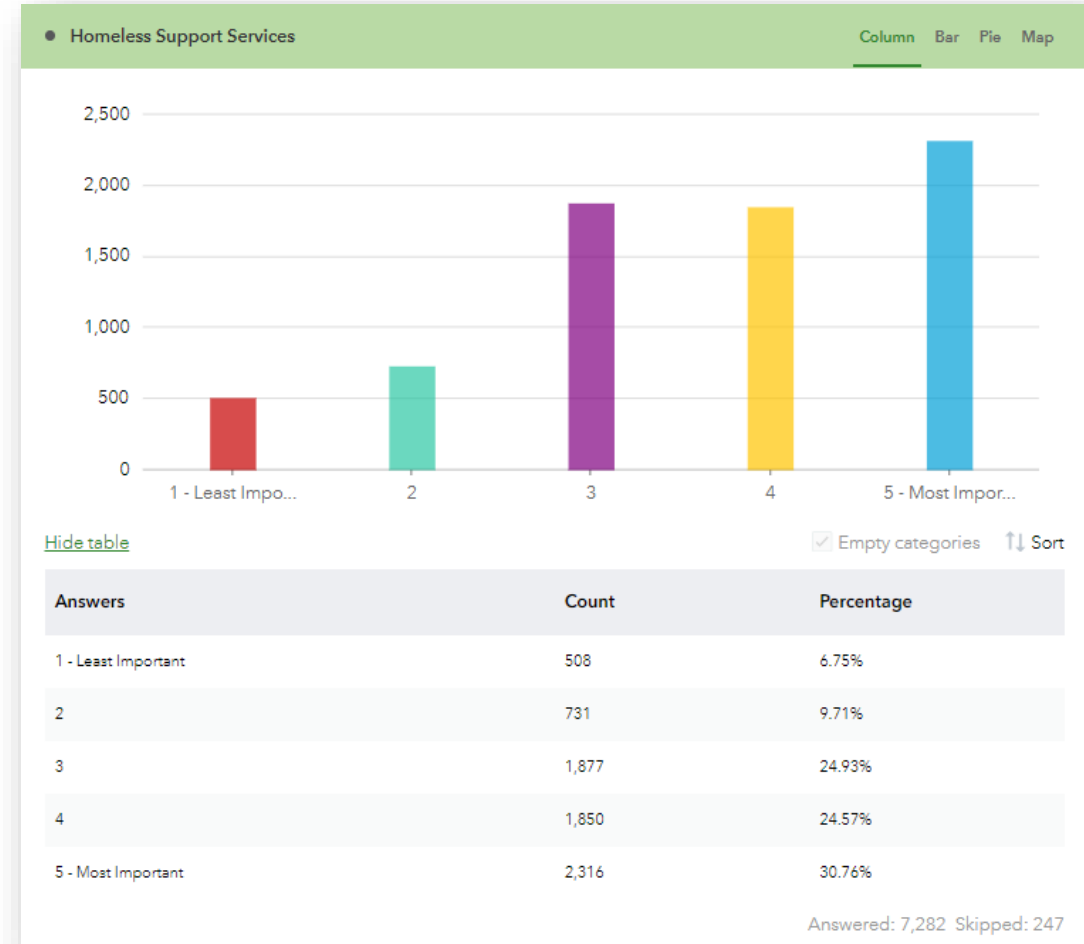 Homeless Support Services Column Bar Pie Map
2,500
2,000
1,500
1,000
500
0
1 - Least Impo... 2 3 4 5 - Most Impor...
Hide table Empty categories Sort
Answers Count Percentage
1 - Least Important 508 6.75%
2 731 9.71%
3 1,877 24.93%
4 1,850 24.57%
5 - Most Important 2,316 30.76%
Answered: 7,282 Skipped: 247